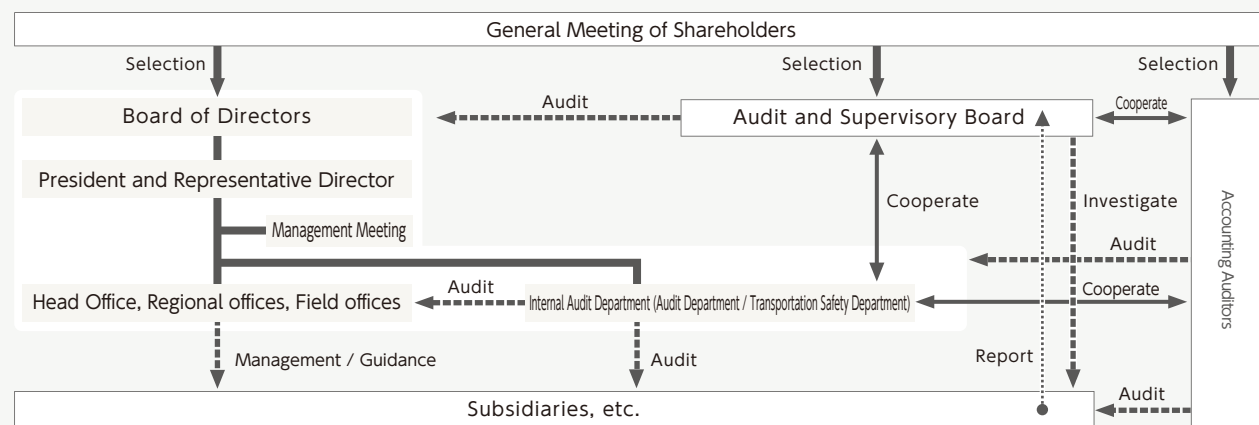 General Meeting of Shareholders
Selection
Selection
Selection
Board of Directors
Audit
Audit and Supervisory Board
Cooperate
President and Representative Director
Cooperate
Investigate
Accounting Auditors
Management Meeting
Audit
Head Office, Regional offices, Field offices
Audit
Internal Audit Department (Audit Department / Transportation Safety Department)
Cooperate
Management / Guidance
Audit
Report
Subsidiaries, etc.
Audit